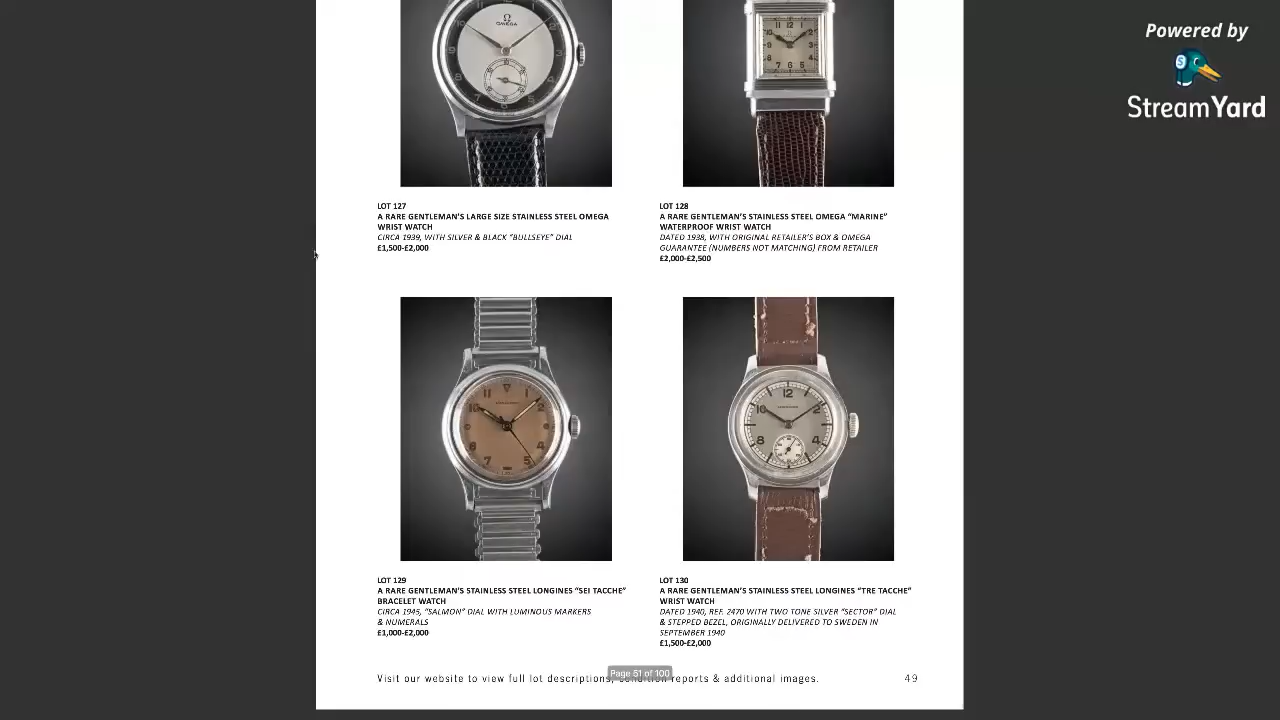 Powered by
StreamYard
OMEGA
LOT 127
A RARE GENTLEMAN'S LARGE SIZE STAINLESS STEEL OMEGA
WRIST WATCH
CIRCA 1939, WITH SILVER & BLACK "BULLSEYE" DIAL
£1,500-£2,000
LOT 128
A RARE GENTLEMAN'S STAINLESS STEEL OMEGA "MARINE"
WATERPROOF WRIST WATCH
DATED 1938, WITH ORIGINAL RETAILER'S BOX & OMEGA
GUARANTEE (NUMBERS NOT MATCHING) FROM RETAILER
£2,000-£2,500
LOT 129
A RARE GENTLEMAN'S STAINLESS STEEL LONGINES "SEI TACCHE"
BRACELET WATCH
CIRCA 1945, "SALMON" DIAL WITH LUMINOUS MARKERS
& NUMERALS
£1,000-£2,000
LOT 130
A RARE GENTLEMAN'S STAINLESS STEEL LONGINES "TRE TACCHE"
WRIST WATCH
DATED 1940, REF. 2470 WITH TWO TONE SILVER "SECTOR" DIAL
& STEPPED BEZEL, ORIGINALLY DELIVERED TO SWEDEN IN
SEPTEMBER 1940
£1,500-£2,000
Page 51 of 100
Visit our website to view full lot descriptions, condition reports & additional images.
49